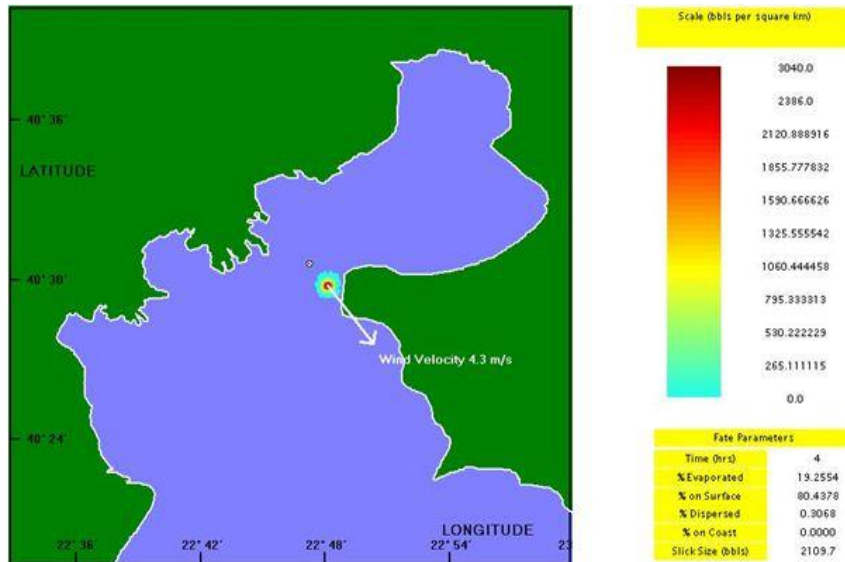 40° 36'
LATITUDE
40° 30'
Wind Velocity 4.3 m/s
40° 24'
LONGITUDE
22° 36'
22° 42'
22° 48'
22° 54'
23
Scale (bbls per square km)
3040.0
2386.0
2120.888916
1855.777832
1590.666626
1325.555542
1060.444458
795.333313
530.222229
265.111115
0.0
Fate Parameters
Time (hrs) 4
% Evaporated 19.2554
% on Surface 80.4378
% Dispersed 0.3068
% on Coast 0.0000
Slick Size (bbls) 2109.7